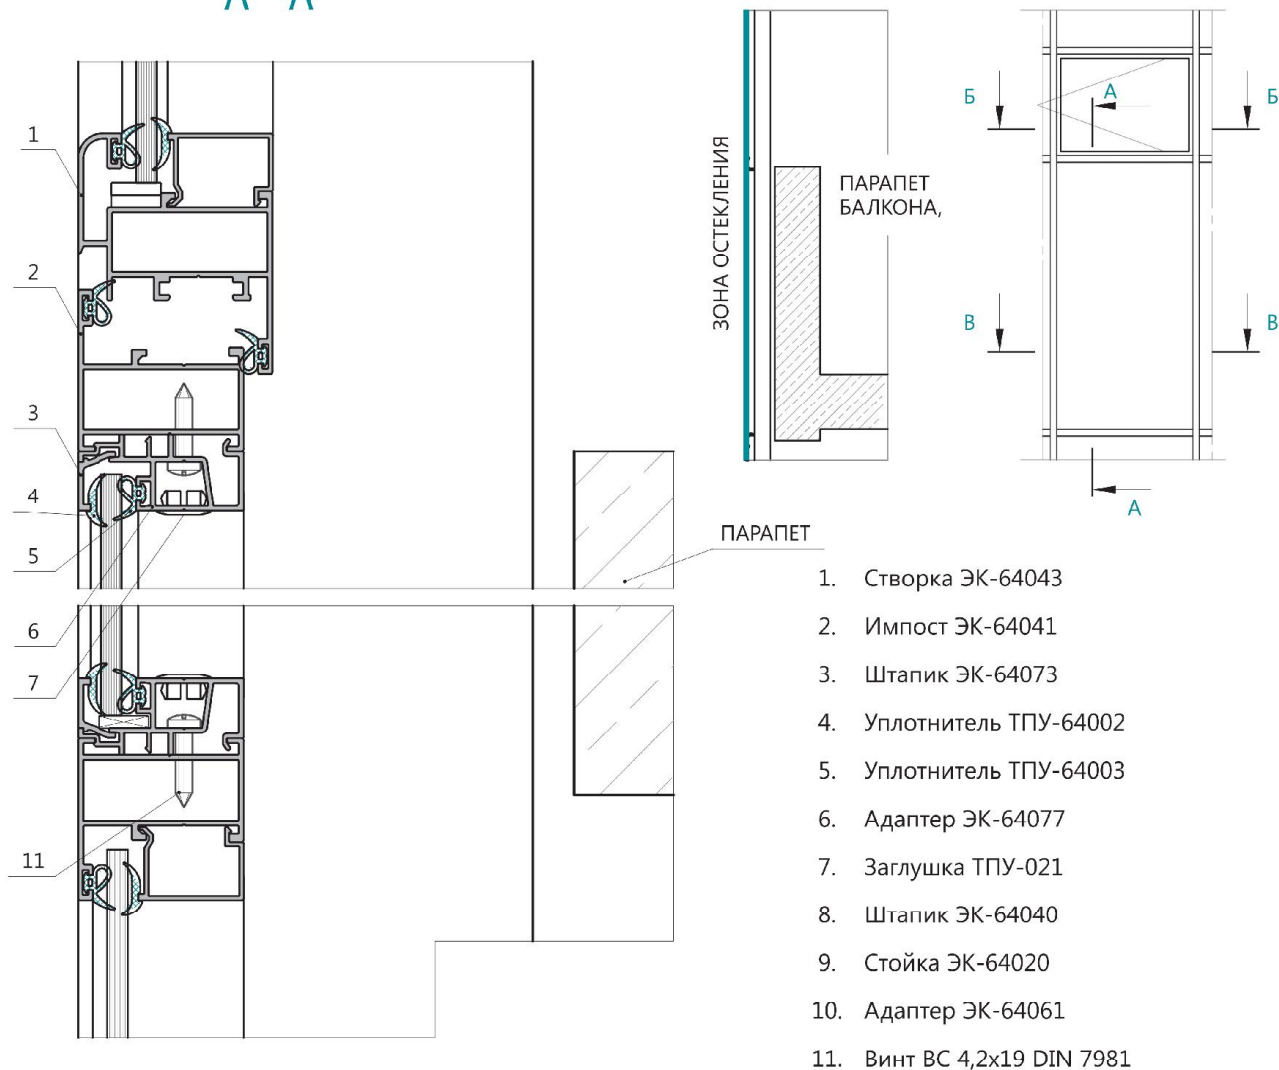 А А
1
2
3
4
5
6
7
11
ПАРАПЕТ
ЗОНА ОСТЕКЛЕНИЯ
ПАРАПЕТ
БАЛКОНА,
Б
Б
А
В
В
А
1. Створка ЭК-64043
2. Импост ЭК-64041
3. Штапик ЭК-64073
4. Уплотнитель ТПУ-64002
5. Уплотнитель ТПУ-64003
6. Адаптер ЭК-64077
7. Заглушка ТПУ-021
8. Штапик ЭК-64040
9. Стойка ЭК-64020
10. Адаптер ЭК-64061
11. Винт ВС 4,2х19 DIN 7981